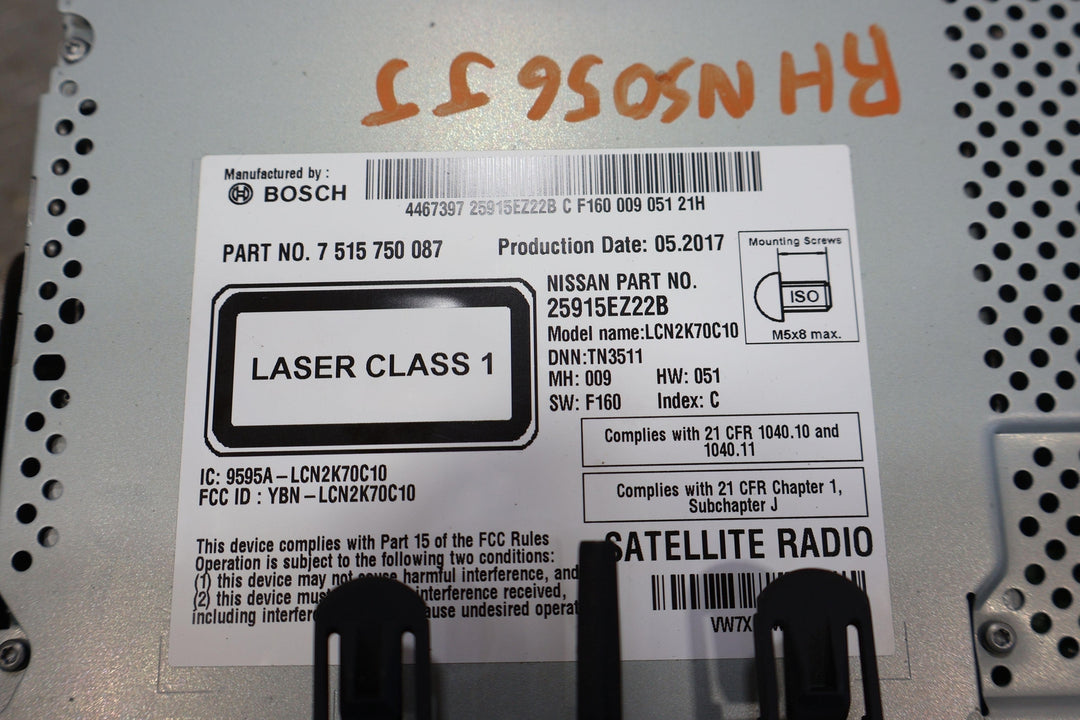 Manufactured by :
BOSCH
4467397 25915EZ22B C F160 009 051 21H
PART NO. 7 515 750 087
Production Date: 05.2017
Mounting Screws
ISO
M5x8 max.
LASER CLASS 1
NISSAN PART NO.
25915EZ22B
Model name:LCN2K70C10
DNN:TN3511
MH: 009 HW: 051
SW: F160 Index: C
Complies with 21 CFR 1040.10 and
1040.11
Complies with 21 CFR Chapter 1,
Subchapter J
IC: 9595A-LCN2K70C10
FCC ID : YBN-LCN2K70C10
SATELLITE RADIO
This device complies with Part 15 of the FCC Rules
Operation is subject to the following two conditions:
(1) this device may not cause harmful interference, and
(2) this device interference received,
including undesired